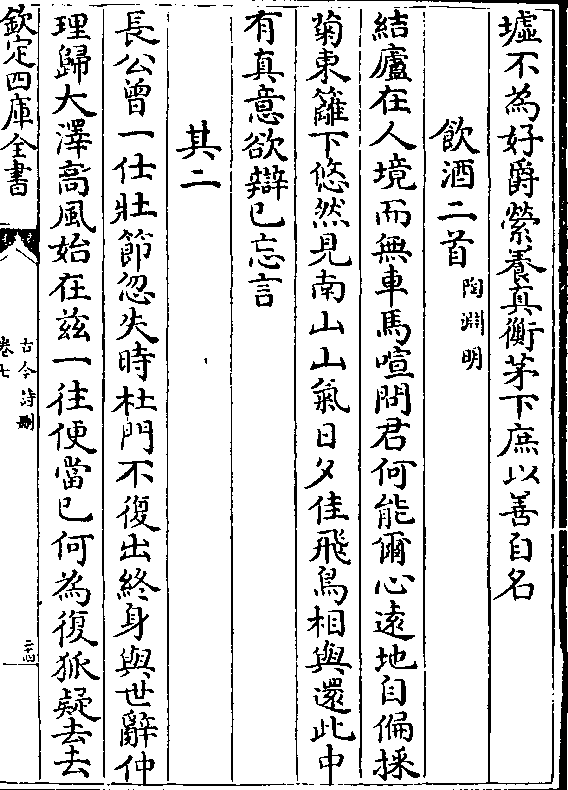 墟不為好爵縈養真衡茅下庶以善自名
飲酒二首
陶淵明
結廬在人境而無車馬喧問君何能爾心遠地自偏採
菊東籬下悠然見南山山氣日夕佳飛鳥相與還此中
有真意欲辯已忘言
其二
長公曾一仕壯節忽失時杜門不復出終身與世辭仲
理歸大澤高風始在茲一往便當已何為復狐疑去去
欽定四庫全書
古今詩刪
卷七
二十四